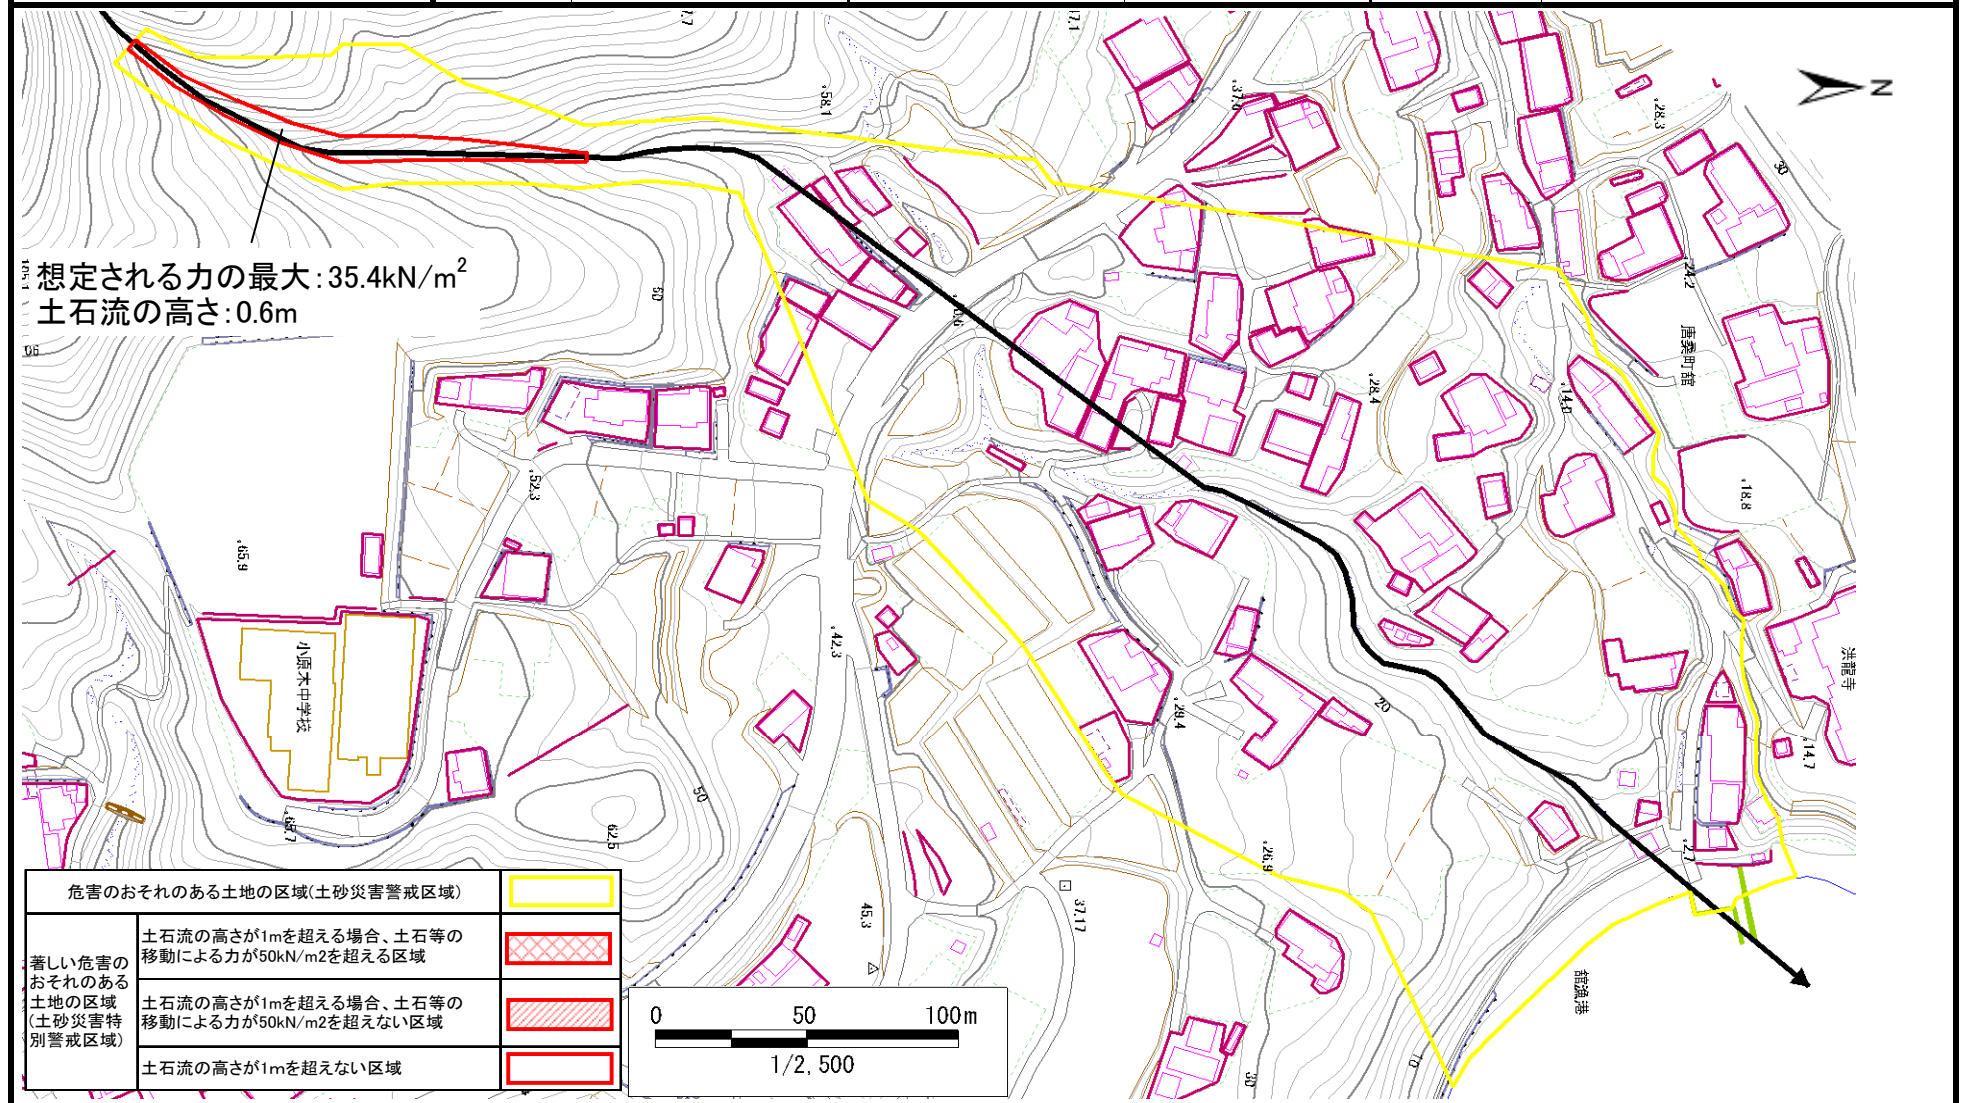 37.1
58.1
37.6
28.3
N
30
想定される力の最大：35.4kN/m²
土石流の高さ：0.6m
60
24.2
唐桑町舘
28.4
14.0
52.3
18.8
65.9
小原木中学校
42.3
29.4
20
洪龍寺
14.7
50
65.7
62.5
26.9
2.7
45.3
37.17
舘漁港
10
30
危害のおそれのある土地の区域(土砂災害警戒区域)
著しい危害の
おそれのある
土地の区域
(土砂災害特
別警戒区域)
土石流の高さが1mを超える場合、土石等の
移動による力が50kN/m2を超える区域
土石流の高さが1mを超える場合、土石等の
移動による力が50kN/m2を超えない区域
土石流の高さが1mを超えない区域
0 50 100m
1/2,500